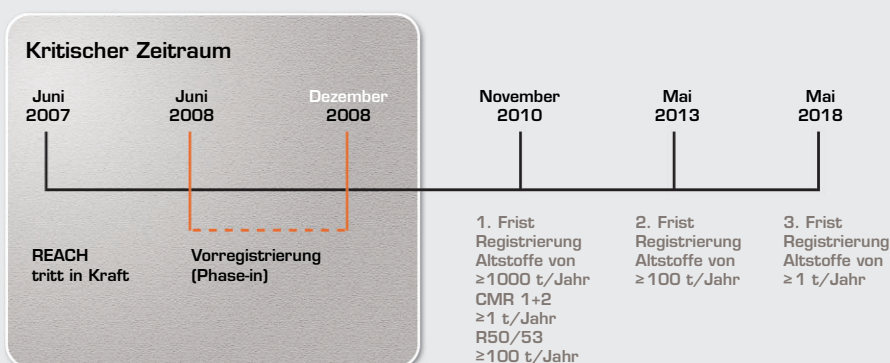 Kritischer Zeitraum
Juni
2007
Juni
2008
Dezember
2008
November
2010
Mai
2013
Mai
2018
REACH
tritt in Kraft
Vorregistrierung
(Phase-in)
1. Frist
Registrierung
Altstoffe von
≥1000 t/Jahr
CMR 1+2
≥1 t/Jahr
R50/53
≥100 t/Jahr
2. Frist
Registrierung
Altstoffe von
≥100 t/Jahr
3. Frist
Registrierung
Altstoffe von
≥1 t/Jahr